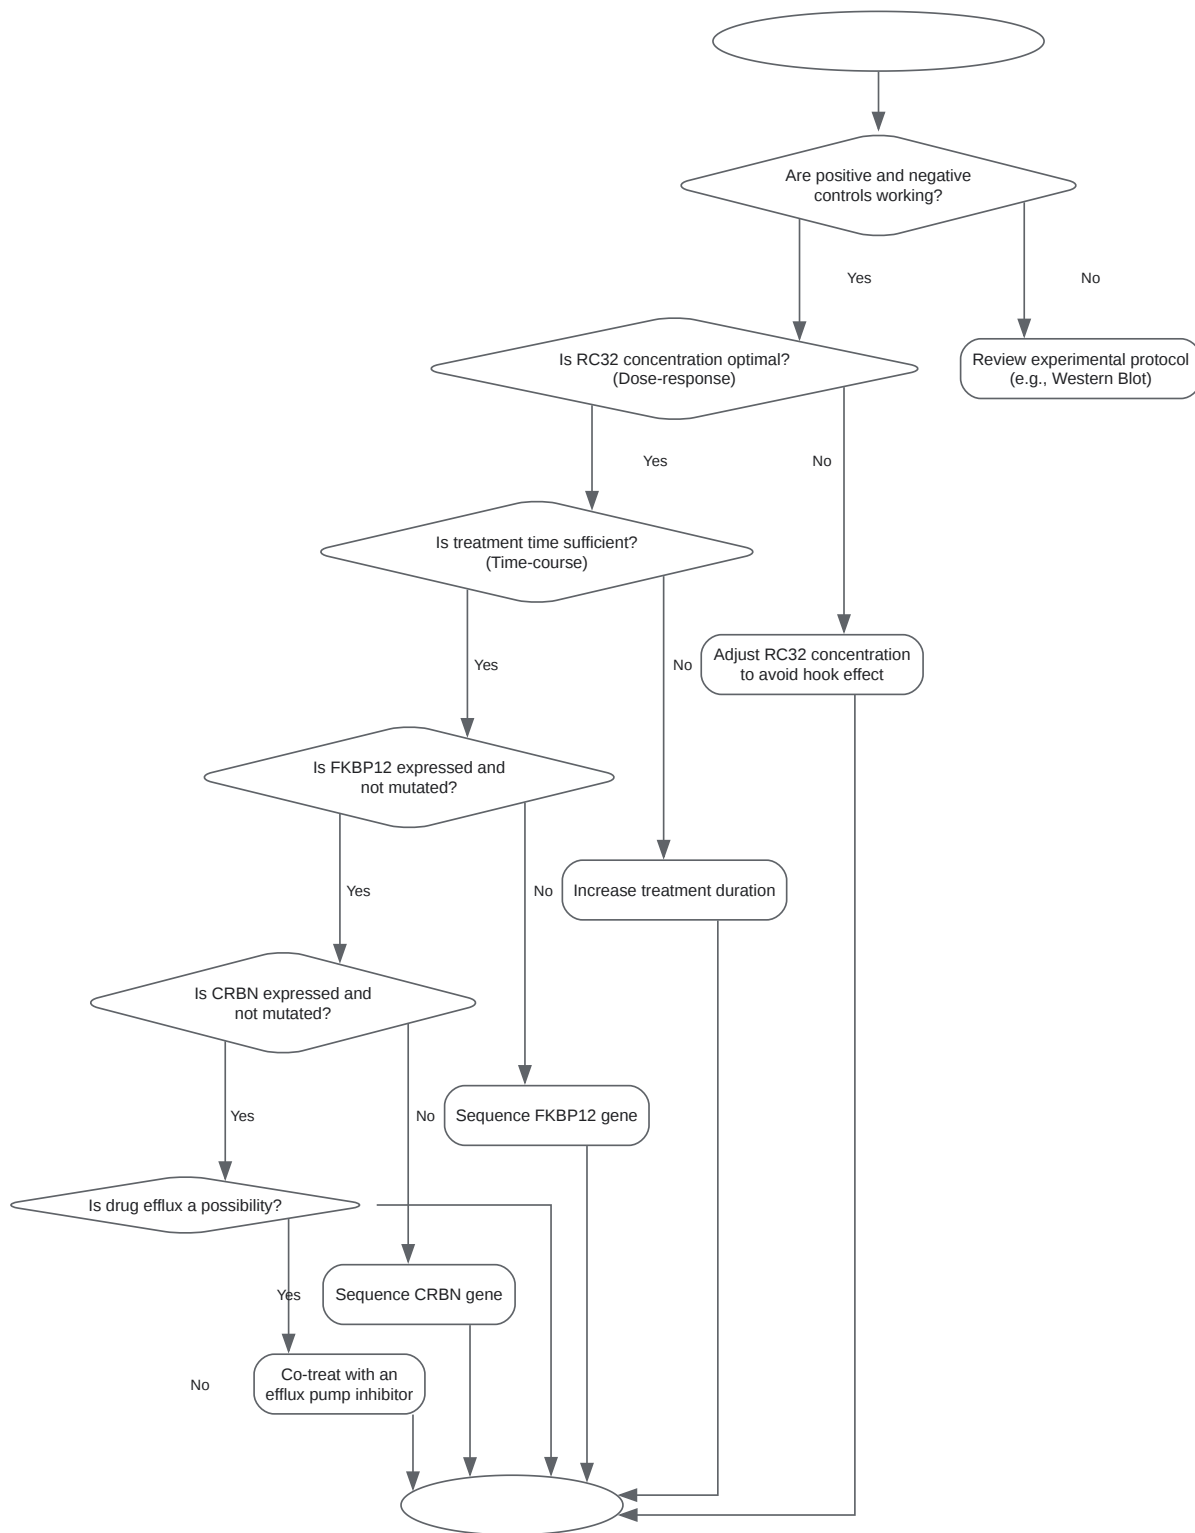 Are positive and negative
controls working?
Yes
No
Is RC32 concentration optimal?
(Dose-response)
Review experimental protocol
(e.g., Western Blot)
Yes
No
Is treatment time sufficient?
(Time-course)
Yes
No
Adjust RC32 concentration
to avoid hook effect
Is FKBP12 expressed and
not mutated?
Yes
No
Increase treatment duration
Is CRBN expressed and
not mutated?
Yes
No
Sequence FKBP12 gene
Is drug efflux a possibility?
Yes
Sequence CRBN gene
No
Co-treat with an
efflux pump inhibitor